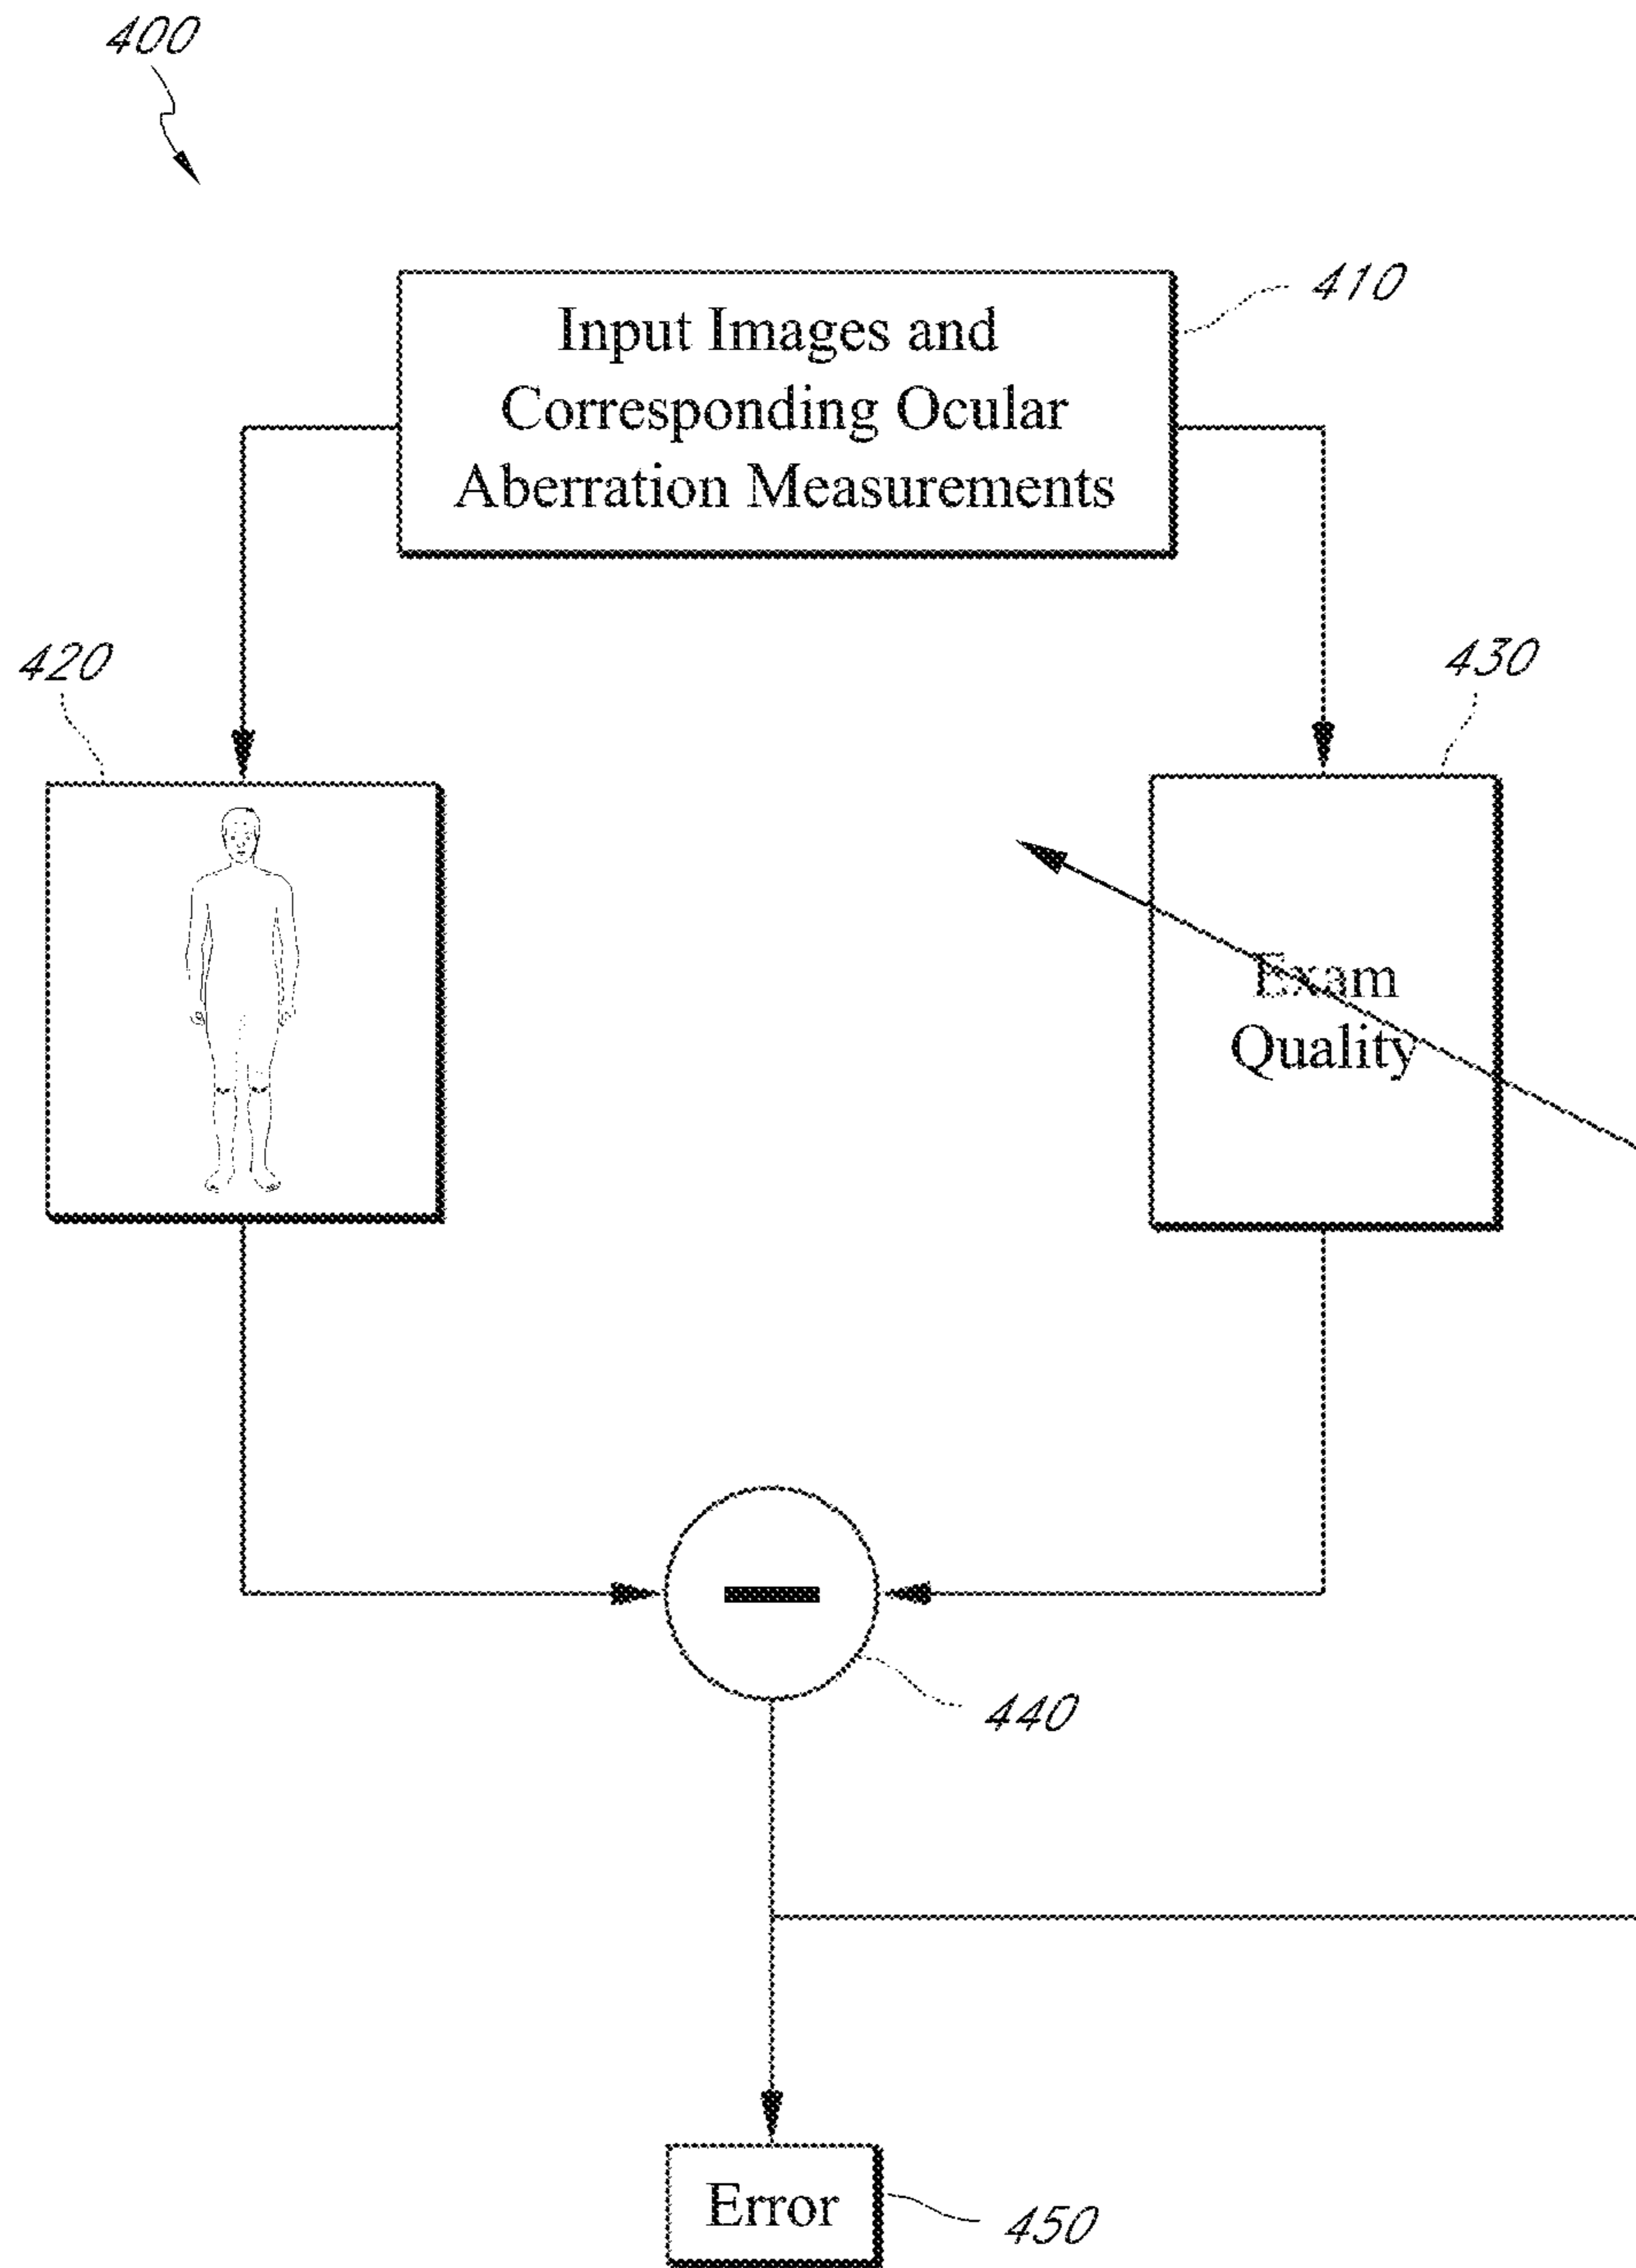 400
410
Input Images and
Corresponding Ocular
Aberration Measurements
420
430
Exam
Quality
440
Error
450